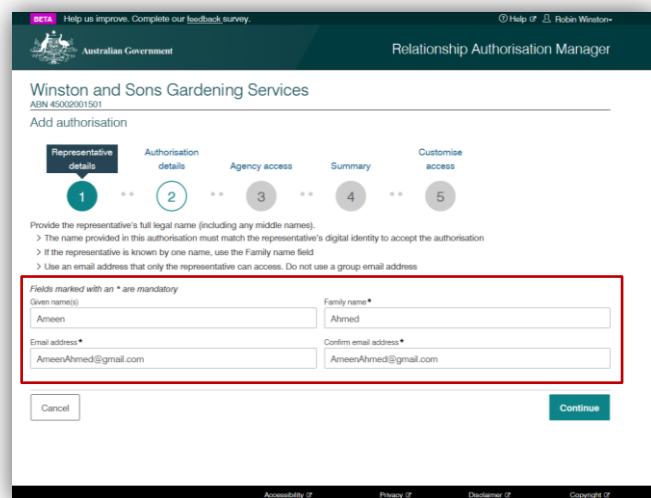 BETA Help us improve. Complete our feedback survey. Help Robin Winston
Australian Government Relationship Authorisation Manager
Winston and Sons Gardening Services
ABN 45002001501
Add authorisation
Representative details Authorisation details Agency access Summary Customise access
1 2 3 4 5
Provide the representative's full legal name (including any middle names).
> The name provided in this authorisation must match the representative's digital identity to accept the authorisation
> If the representative is known by one name, use the Family name field
> Use an email address that only the representative can access. Do not use a group email address
Fields marked with an * are mandatory
Given name(s) Family name*
Ameen Ahmed
Email address* Confirm email address*
AmeenAhmed@gmail.com AmeenAhmed@gmail.com
Cancel Continue
Accessibility Privacy Disclaimer Copyright